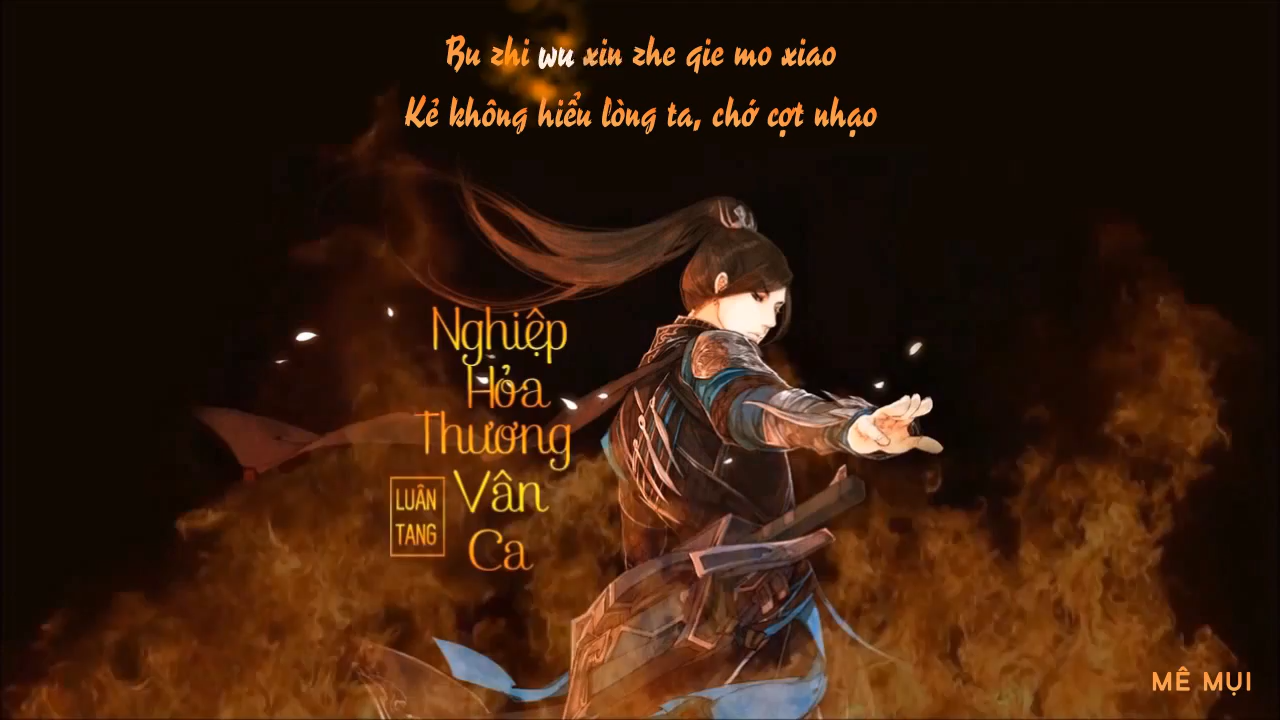 Bu zhi wu xin zhe qie mo xiao
Kẻ không hiểu lòng ta, chớ cợt nhạo
Nghiệp
Hỏa
Thương
Vân
Ca
LUÂN
TANG
MÊ MỤI